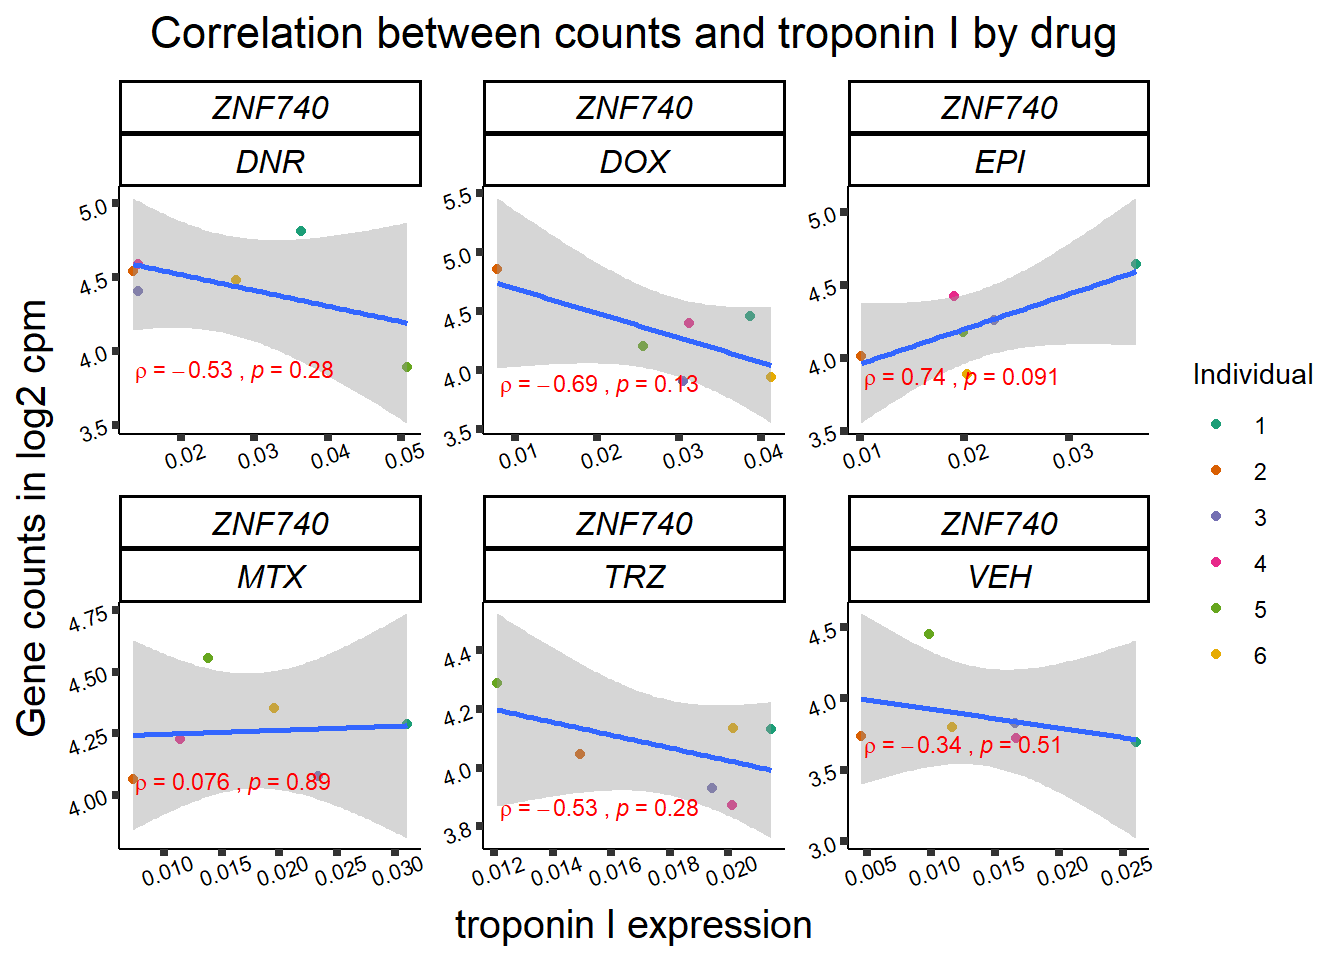 Correlation between counts and troponin I by drug
ZNF740
DNR
5.0
4.5
4.0
3.5
ρ = −0.53 , p = 0.28
0.02
0.03
0.04
0.05
ZNF740
DOX
5.5
5.0
4.5
4.0
3.5
ρ = −0.69 , p = 0.13
0.01
0.02
0.03
0.04
ZNF740
EPI
5.0
4.5
4.0
3.5
ρ = 0.74 , p = 0.091
0.01
0.02
0.03
ZNF740
MTX
4.75
4.50
4.25
4.00
ρ = 0.076 , p = 0.89
0.010
0.015
0.020
0.025
0.030
ZNF740
TRZ
4.4
4.2
4.0
3.8
ρ = −0.53 , p = 0.28
0.012
0.014
0.016
0.018
0.020
ZNF740
VEH
4.5
4.0
3.5
3.0
ρ = −0.34 , p = 0.51
0.005
0.010
0.015
0.020
0.025
Gene counts in log2 cpm
troponin I expression
Individual
1
2
3
4
5
6